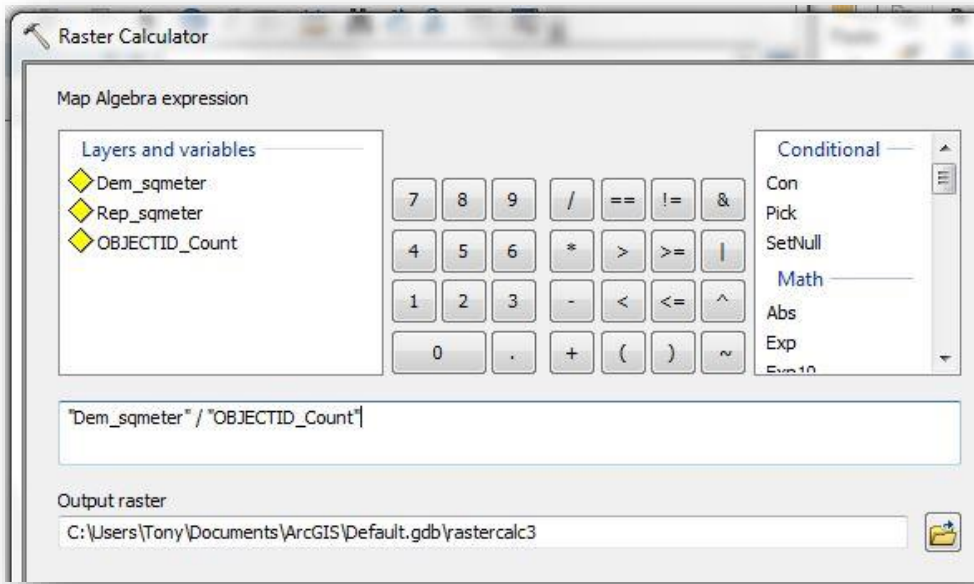 Raster Calculator
Map Algebra expression
Layers and variables
Dem_sqmeter
Rep_sqmeter
OBJECTID_Count
7 8 9 / == != &
4 5 6 * > >= |
1 2 3 - < <= ^
0 . + ( ) ~
Conditional
Con
Pick
SetNull
Math
Abs
Exp
Exp10
"Dem_sqmeter" / "OBJECTID_Count"
Output raster
C:\Users\Tony\Documents\ArcGIS\Default.gdb\rastercalc3